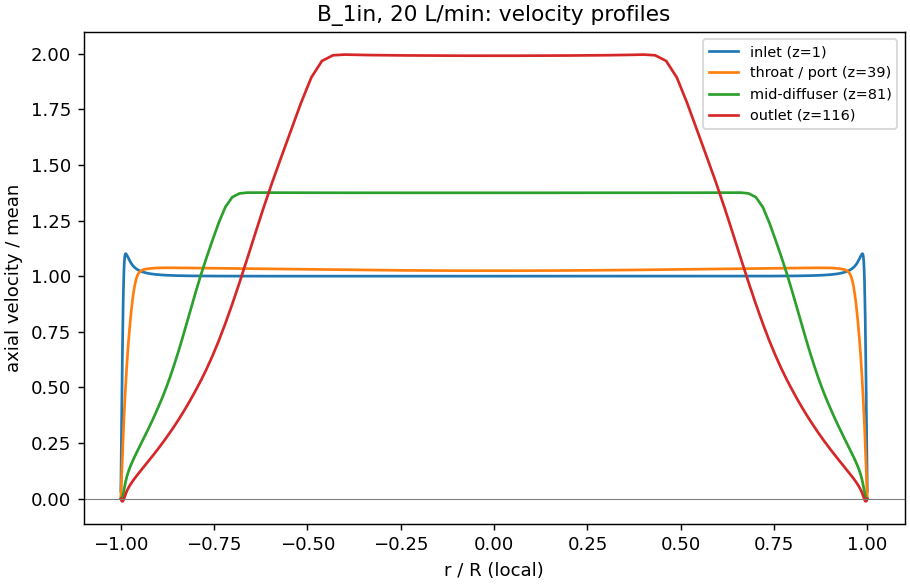 B_1in, 20 L/min: velocity profiles
axial velocity / mean
2.00
1.75
1.50
1.25
1.00
0.75
0.50
0.25
0.00
inlet (z=1)
throat / port (z=39)
mid-diffuser (z=81)
outlet (z=116)
−1.00 −0.75 −0.50 −0.25 0.00 0.25 0.50 0.75 1.00
r / R (local)